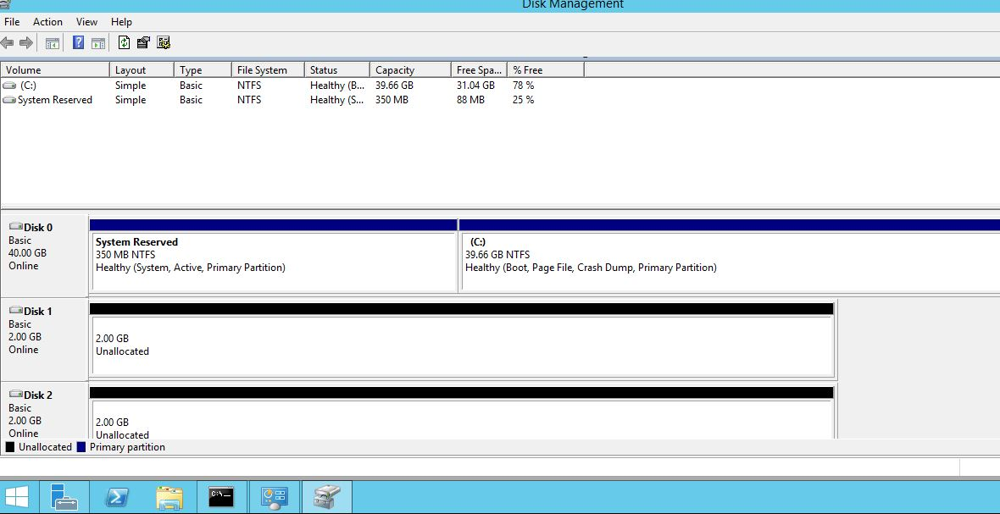 Disk Management
File Action View Help
Volume Layout Type File System Status Capacity Free Spa... % Free
(C:) Simple Basic NTFS Healthy (B... 39.66 GB 31.04 GB 78 %
System Reserved Simple Basic NTFS Healthy (S... 350 MB 88 MB 25 %
Disk 0
Basic
40.00 GB
Online
System Reserved
350 MB NTFS
Healthy (System, Active, Primary Partition)
(C:)
39.66 GB NTFS
Healthy (Boot, Page File, Crash Dump, Primary Partition)
Disk 1
Basic
2.00 GB
Online
2.00 GB
Unallocated
Disk 2
Basic
2.00 GB
Online
2.00 GB
Unallocated
Unallocated Primary partition